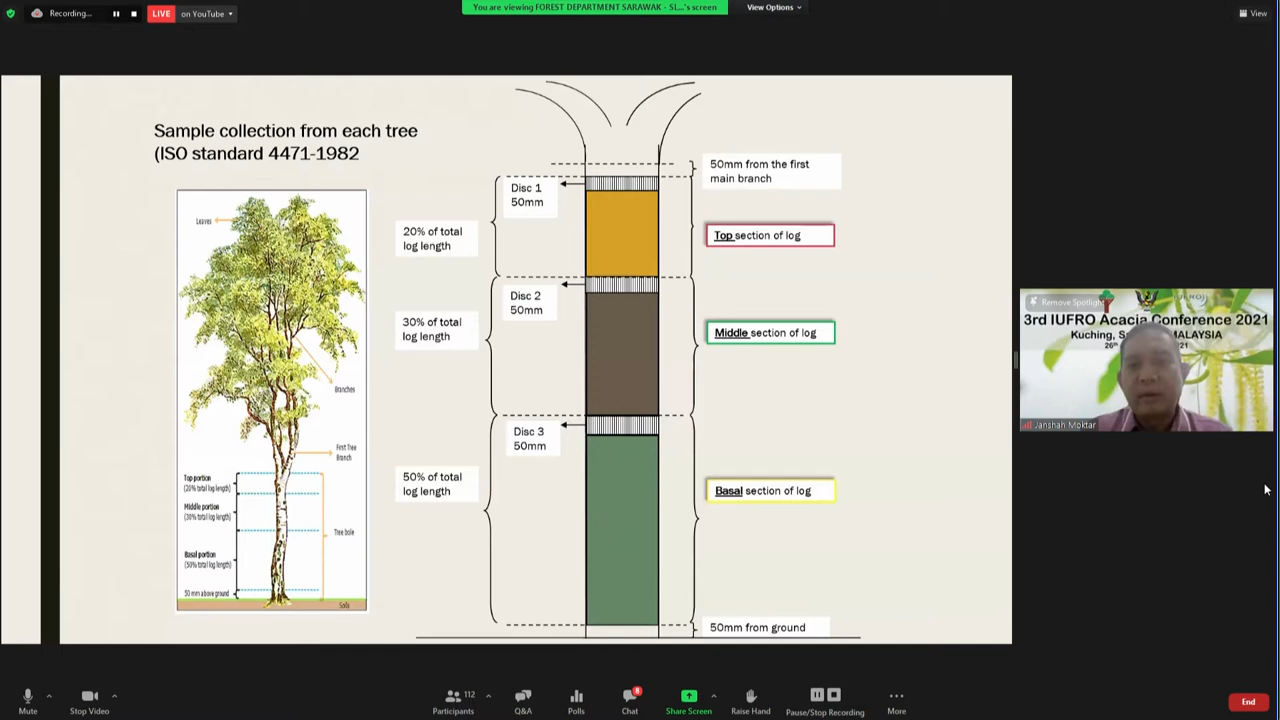 Recording...
LIVE
on YouTube
You are viewing FOREST DEPARTMENT SARAWAK - SL...'s screen
View Options
View
Sample collection from each tree
(ISO standard 4471-1982
Leaves
Branches
First Tree
Branch
Top portion
(20% total log length)
Middle portion
(30% total log length)
Tree bole
Basal portion
(50% total log length)
50 mm above ground
Soils
20% of total
log length
30% of total
log length
50% of total
log length
Disc 1
50mm
Disc 2
50mm
Disc 3
50mm
50mm from the first
main branch
Top section of log
Middle section of log
Basal section of log
50mm from ground
Remove Spotlight
IUFRO
3rd IUFRO Acacia Conference 2021
Kuching, MALAYSIA
Janshah Moktar
Mute
Stop Video
112
Participants
Q&A
Polls
8
Chat
Share Screen
Raise Hand
Pause/Stop Recording
More
End